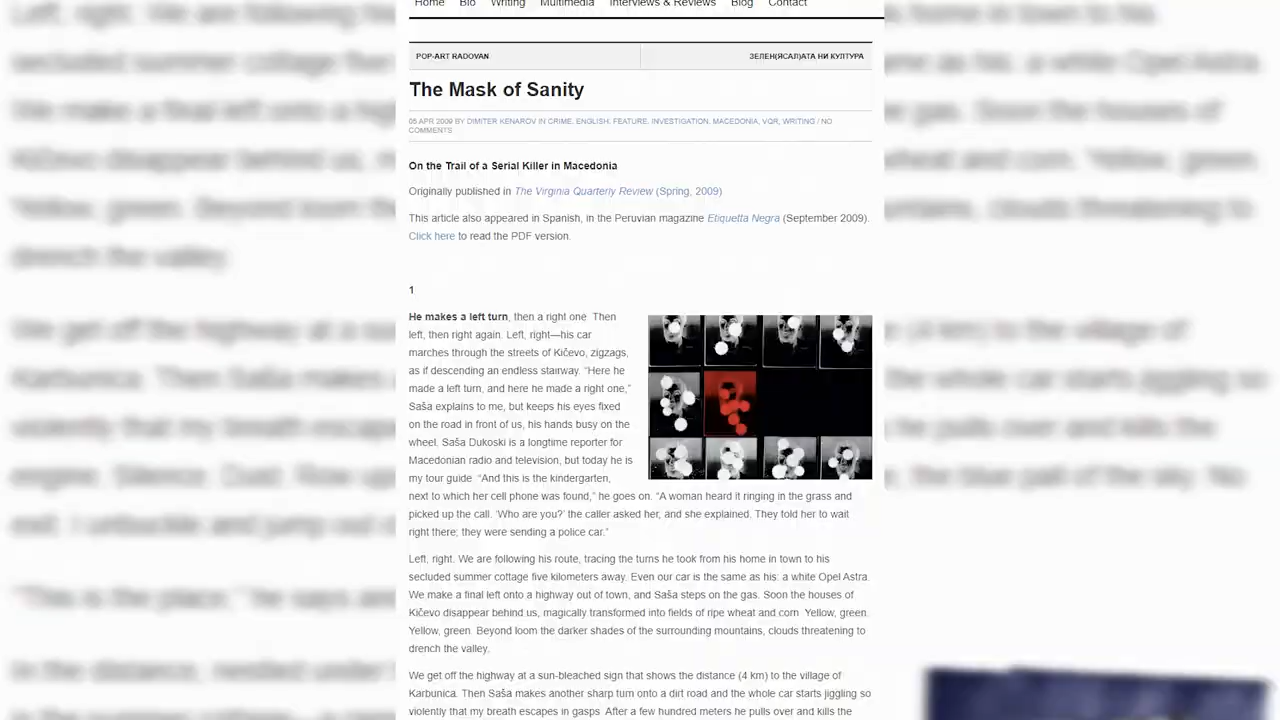 Home Bio Writing Multimedia Interviews & Reviews Blog Contact
POP-ART RADOVAN
ЗЕЛЕН(ЯСАЛ)АТА НИ КУЛТУРА
The Mask of Sanity
05 APR 2009 BY DIMITER KENAROV IN CRIME, ENGLISH, FEATURE, INVESTIGATION, MACEDONIA, VQR, WRITING / NO
COMMENTS
On the Trail of a Serial Killer in Macedonia
Originally published in The Virginia Quarterly Review (Spring, 2009)
This article also appeared in Spanish, in the Peruvian magazine Etiquetta Negra (September 2009).
Click here to read the PDF version.
1
He makes a left turn, then a right one. Then
left, then right again. Left, right—his car
marches through the streets of Kičevo, zigzags,
as if descending an endless stairway. "Here he
made a left turn, and here he made a right one,"
Saša explains to me, but keeps his eyes fixed
on the road in front of us, his hands busy on the
wheel. Saša Dukoski is a longtime reporter for
Macedonian radio and television, but today he is
my tour guide. "And this is the kindergarten,
next to which her cell phone was found," he goes on. "A woman heard it ringing in the grass and
picked up the call. 'Who are you?' the caller asked her, and she explained. They told her to wait
right there; they were sending a police car."
Left, right. We are following his route, tracing the turns he took from his home in town to his
secluded summer cottage five kilometers away. Even our car is the same as his: a white Opel Astra.
We make a final left onto a highway out of town, and Saša steps on the gas. Soon the houses of
Kičevo disappear behind us, magically transformed into fields of ripe wheat and corn. Yellow, green.
Yellow, green. Beyond loom the darker shades of the surrounding mountains, clouds threatening to
drench the valley.
We get off the highway at a sun-bleached sign that shows the distance (4 km) to the village of
Karbunica. Then Saša makes another sharp turn onto a dirt road and the whole car starts jiggling so
violently that my breath escapes in gasps. After a few hundred meters he pulls over and kills the